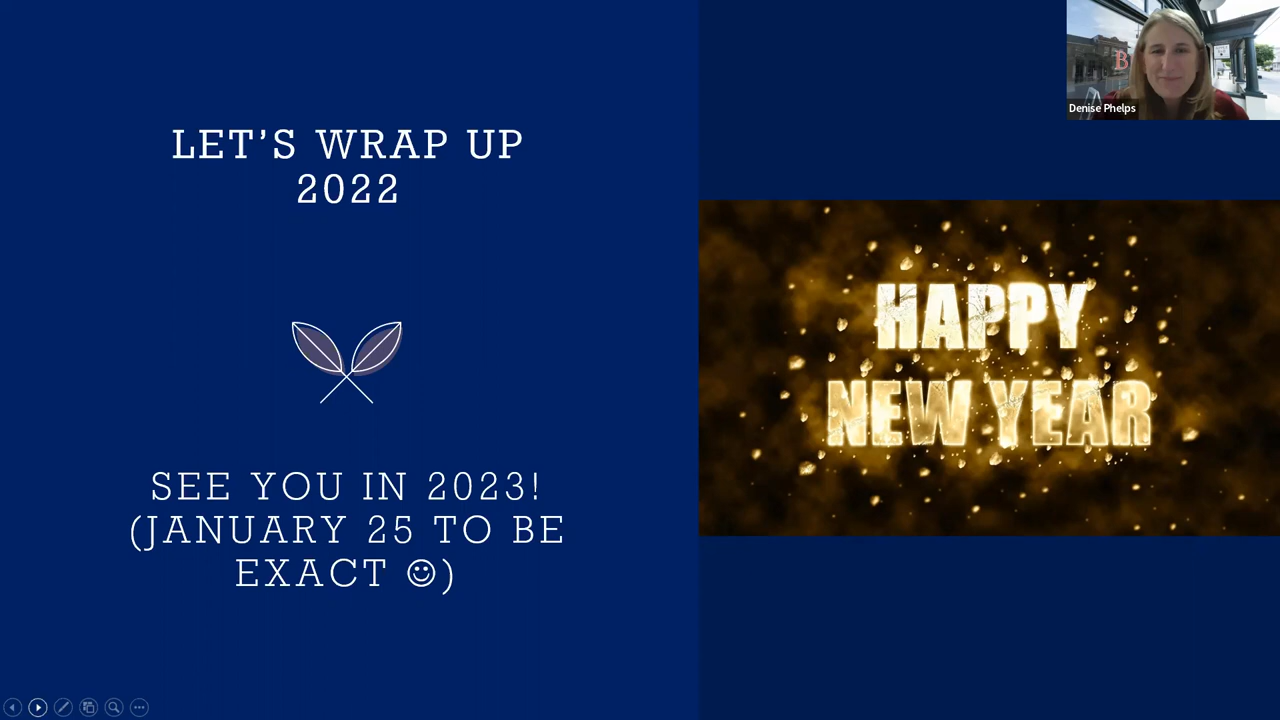 LET’S WRAP UP
2022
SEE YOU IN 2023!
(JANUARY 25 TO BE
EXACT ☺)
HAPPY
NEW YEAR
B
Denise Phelps